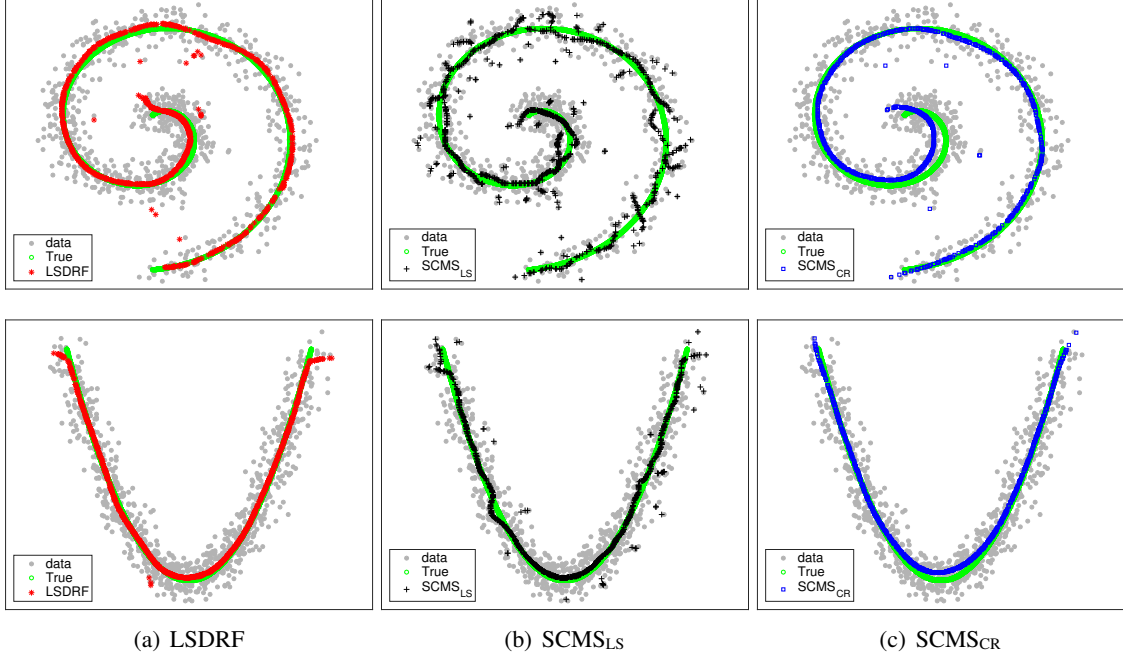 data
True
LSDRF
data
True
SCMS_LS
data
True
SCMS_CR
data
True
LSDRF
data
True
SCMS_LS
data
True
SCMS_CR
(a) LSDRF
(b) SCMS_LS
(c) SCMS_CR